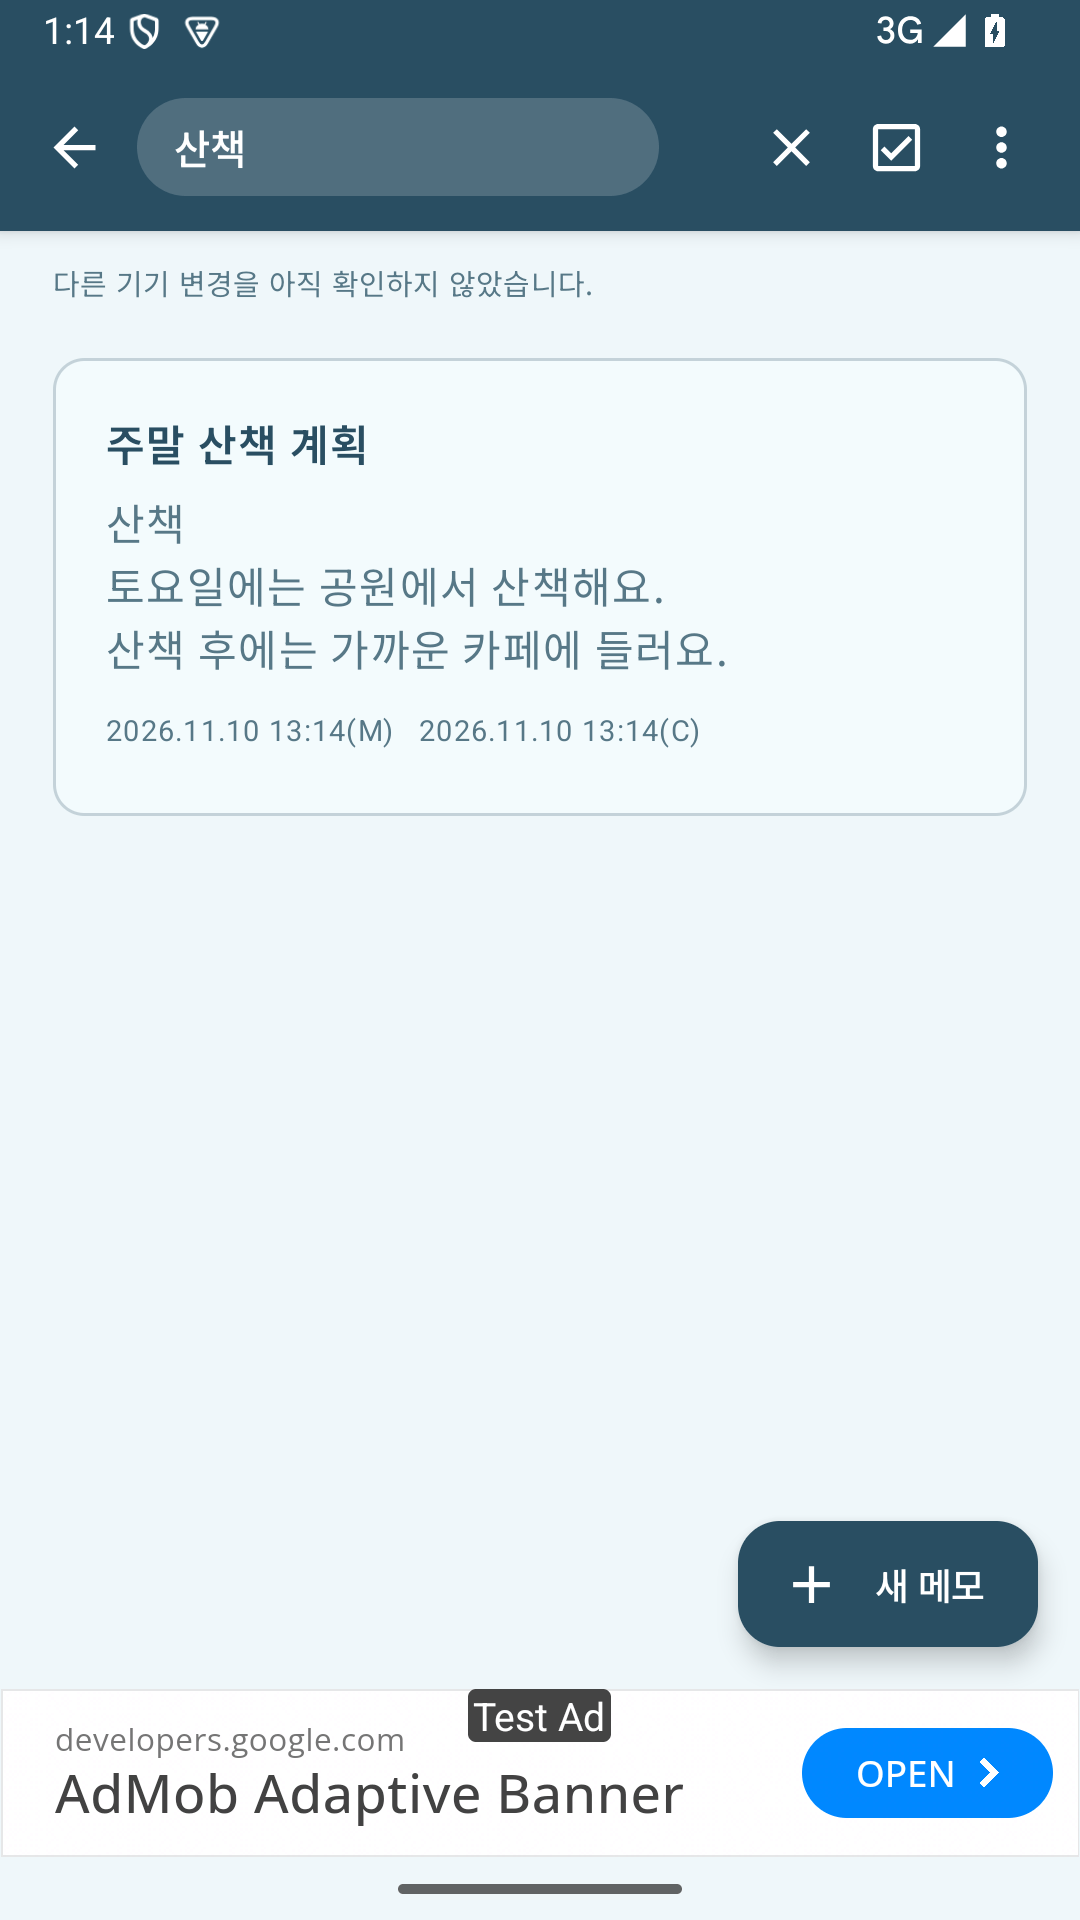 1:14
3G
산책
다른 기기 변경을 아직 확인하지 않았습니다.
주말 산책 계획
산책
토요일에는 공원에서 산책해요.
산책 후에는 가까운 카페에 들러요.
2026.11.10 13:14(M) 2026.11.10 13:14(C)
새 메모
Test Ad
developers.google.com
AdMob Adaptive Banner
OPEN